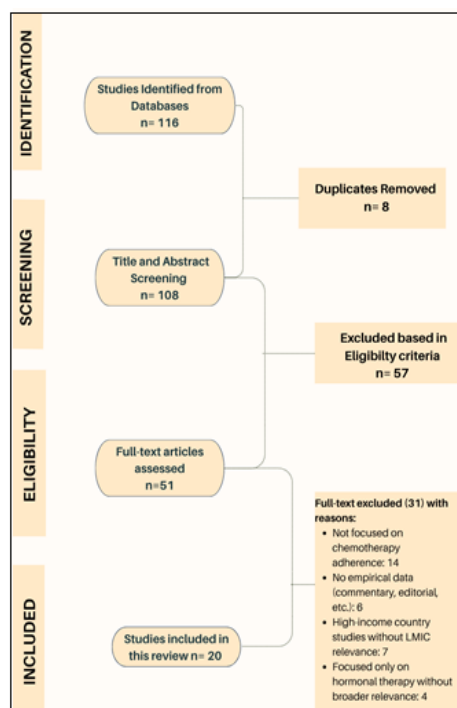 IDENTIFICATION
Studies Identified from
Databases
n= 116
Duplicates Removed
n= 8
SCREENING
Title and Abstract
Screening
n= 108
Excluded based in
Eligibilty criteria
n= 57
ELIGIBILITY
Full-text articles
assessed
n=51
Full-text excluded (31) with
reasons:
• Not focused on
chemotherapy
adherence: 14
• No empirical data
(commentary, editorial,
etc.): 6
• High-income country
studies without LMIC
relevance: 7
• Focused only on
hormonal therapy without
broader relevance: 4
INCLUDED
Studies included in
this review n= 20